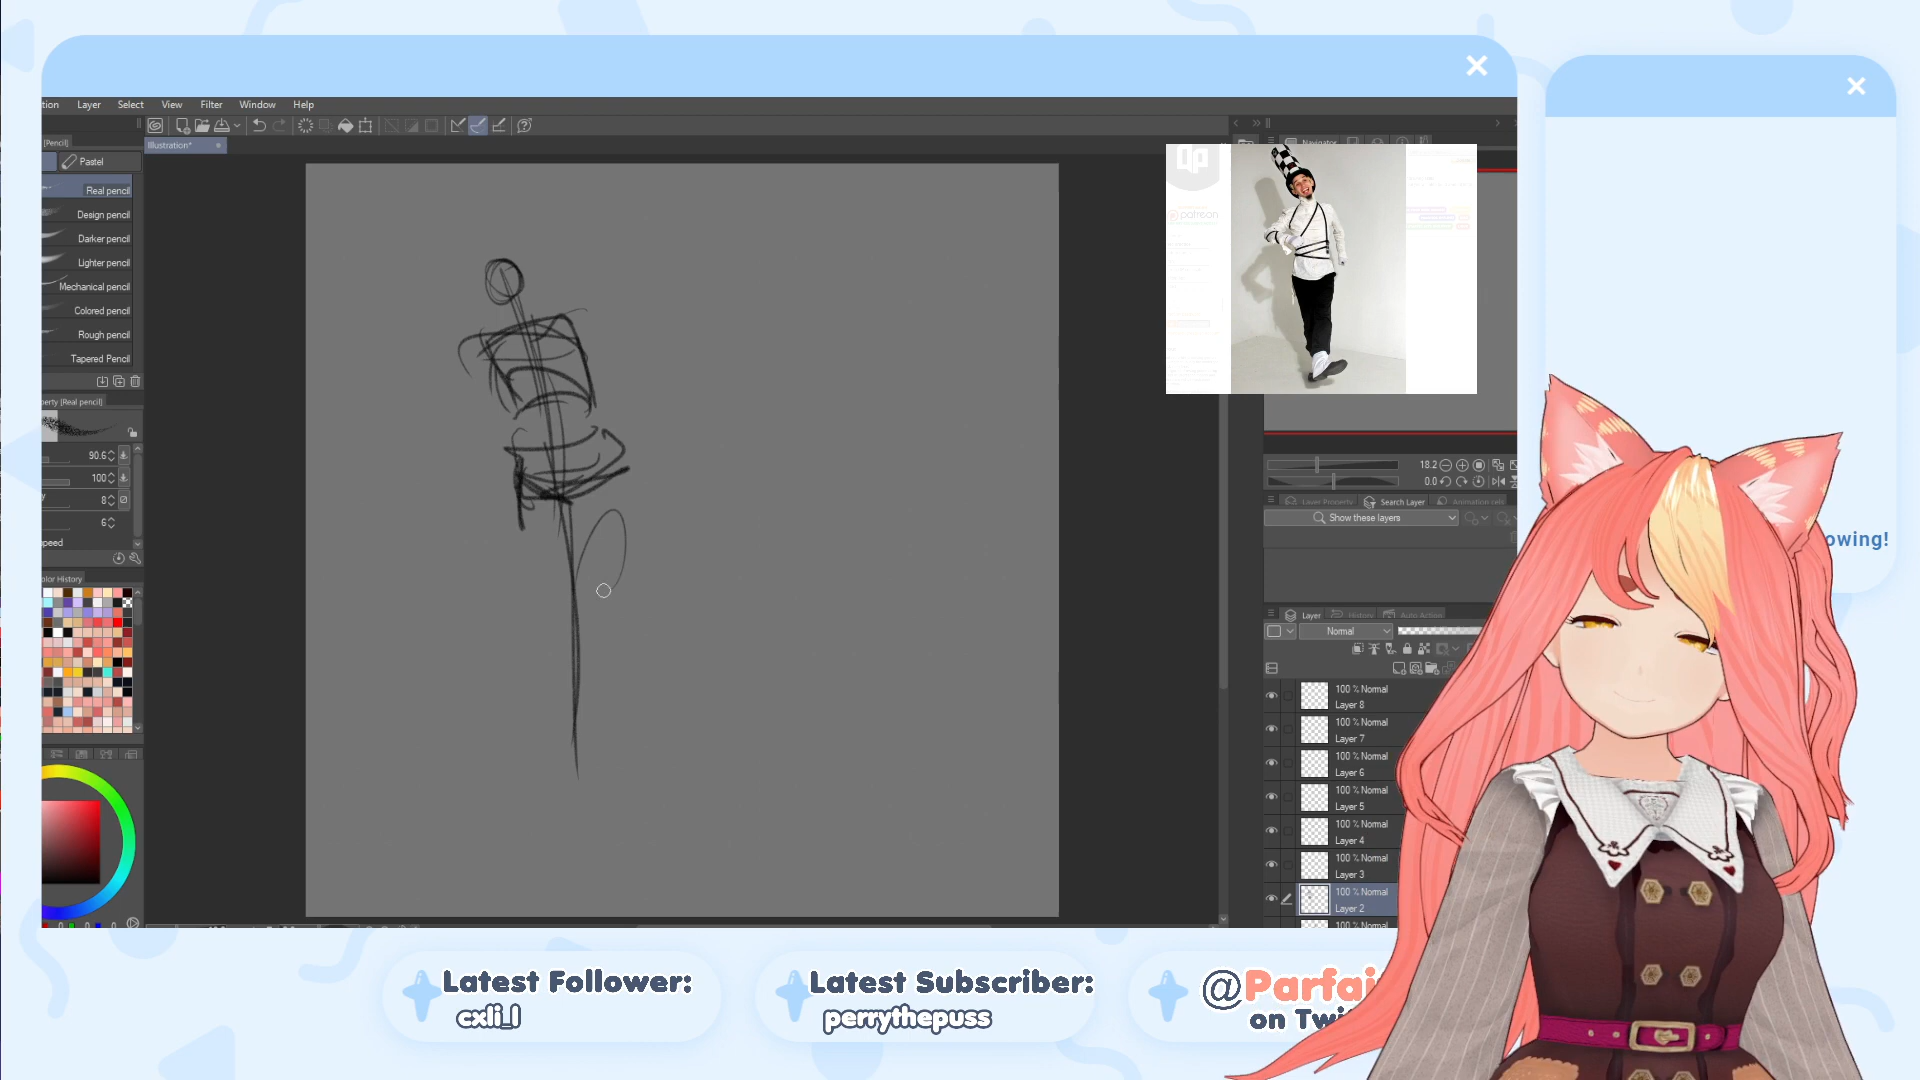 tion Layer Select View Filter Window Help
[Pencil]
Illustration*
Navigator
Pastel
Real pencil
Design pencil
Darker pencil
Lighter pencil
Mechanical pencil
Colored pencil
Rough pencil
Tapered Pencil
perty [Real pencil]
90.6
100
8
6
speed
olor History
patreon
18.2
0.0
Layer Property Search Layer Animation cels
Show these layers
Layer History Auto Action
Normal
100 % Normal
Layer 8
100 % Normal
Layer 7
100 % Normal
Layer 6
100 % Normal
Layer 5
100 % Normal
Layer 4
100 % Normal
Layer 3
100 % Normal
Layer 2
100 % Normal
owing!
Latest Follower:
cxli_l
Latest Subscriber:
perrythepuss
@Parfai
on Twi